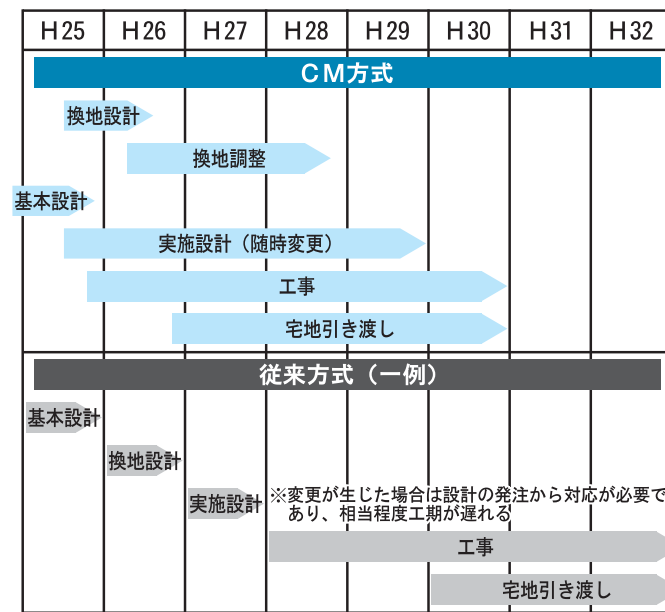 H25 H26 H27 H28 H29 H30 H31 H32
CM方式
換地設計
換地調整
基本設計
実施設計（随時変更）
工事
宅地引き渡し
従来方式（一例）
基本設計
換地設計
実施設計
※変更が生じた場合は設計の発注から対応が必要で
あり、相当程度工期が遅れる
工事
宅地引き渡し